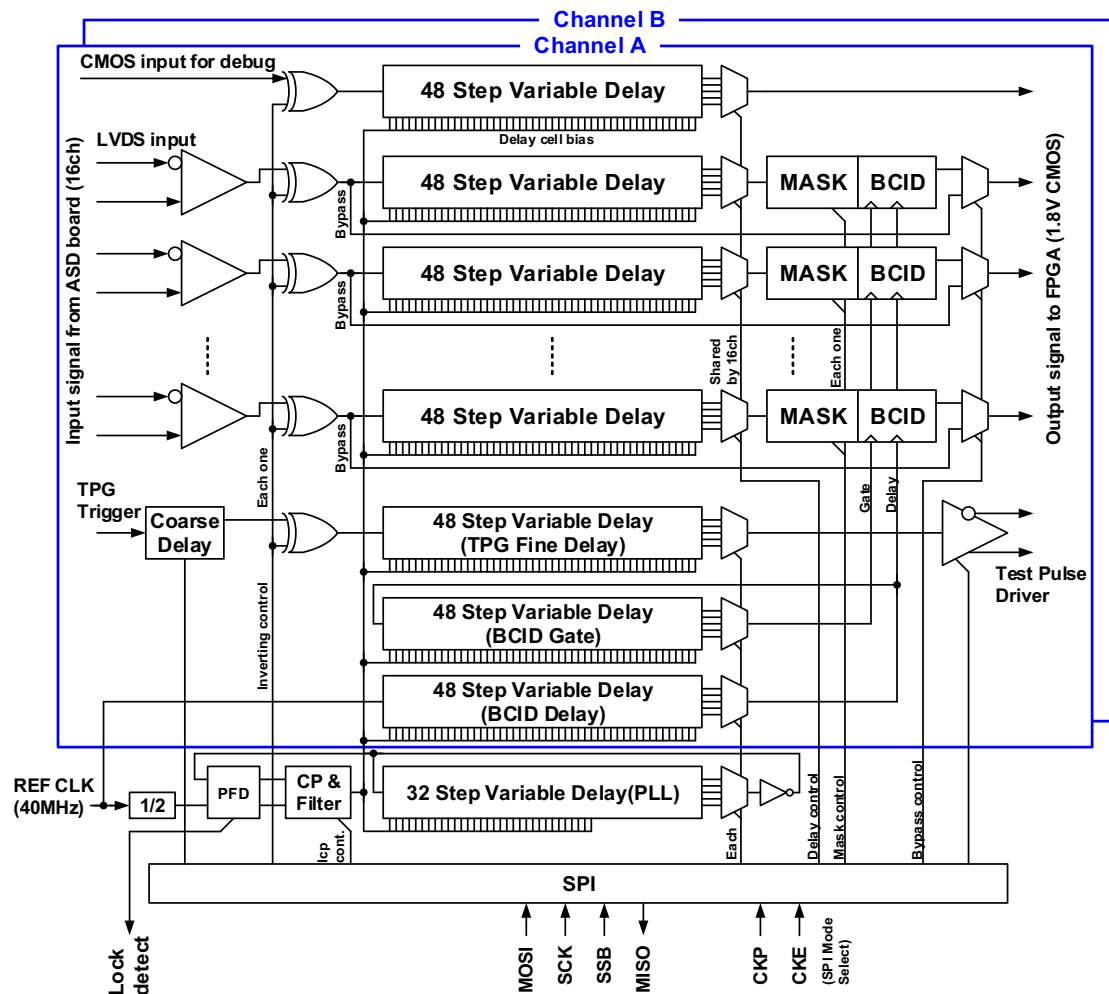 Channel B
Channel A
CMOS input for debug
48 Step Variable Delay
Delay cell bias
LVDS input
Input signal from ASD board (16ch)
Bypass
48 Step Variable Delay
MASK
BCID
Output signal to FPGA (1.8V CMOS)
Bypass
48 Step Variable Delay
MASK
BCID
Shared
by 16ch
Each one
Bypass
48 Step Variable Delay
MASK
BCID
Each one
Gate
Delay
TPG
Trigger
Coarse
Delay
48 Step Variable Delay
(TPG Fine Delay)
Test Pulse
Driver
Inverting control
48 Step Variable Delay
(BCID Gate)
48 Step Variable Delay
(BCID Delay)
REF CLK
(40MHz)
1/2
PFD
CP &
Filter
32 Step Variable Delay(PLL)
Icp
cont.
Each
Delay control
Mask control
Bypass control
SPI
Lock
detect
MOSI
SCK
SSB
MISO
CKP
CKE
(SPI Mode
Select)